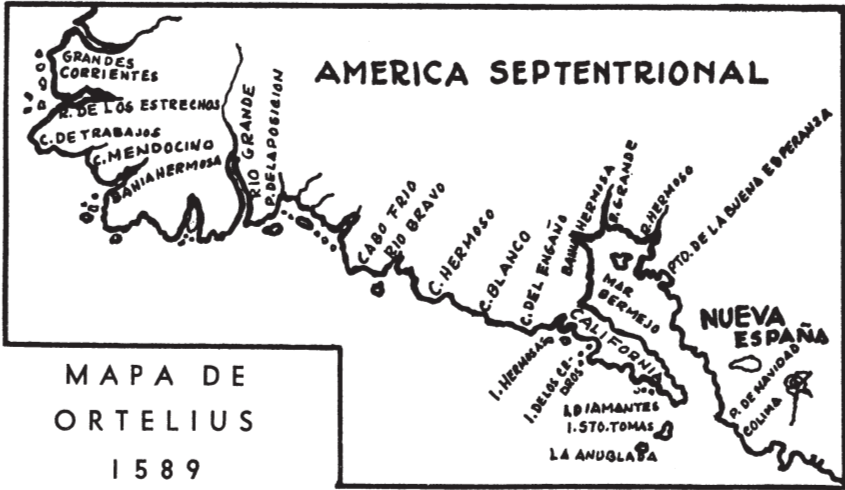 AMERICA SEPTENTRIONAL
GRANDES
CORRIENTES
R. DE LOS ESTRECHOS
C. DE TRABAJOS
C. MENDOCINO
BAHIA HERMOSA
RIO GRANDE
P. DE LA POSICION
CABO FRIO
RIO BRAVO
C. HERMOSO
C. BLANCO
C. DEL ENGAÑO
BAHIA HERMOSA
R. GRANDE
R. HERMOSO
PTO. DE LA BUENA ESPERANZA
MAR
BERMEJO
CALIFORNIA
NUEVA
ESPAÑA
I. HERMOSAS
I. DE LOS CE-
DROS
I. DIAMANTES
I. STO. TOMAS
LA ANUBLADA
P. DE NAVIDAD
COLIMA
MAPA DE
ORTELIUS
1589